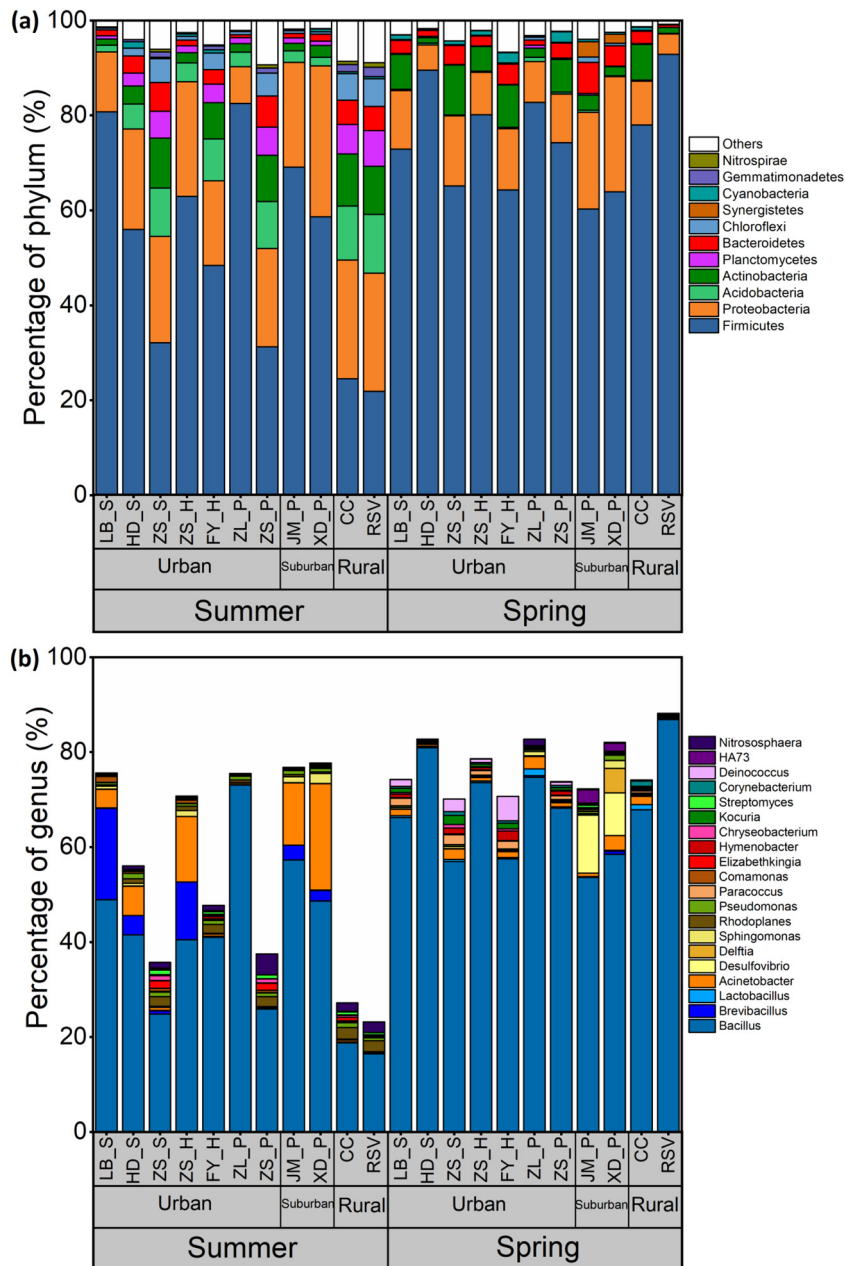 (a)
Percentage of phylum (%)
100
80
60
40
20
0
Others
Nitrospirae
Gemmatimonadetes
Cyanobacteria
Synergistetes
Chloroflexi
Bacteroidetes
Planctomycetes
Actinobacteria
Acidobacteria
Proteobacteria
Firmicutes
LB_S HD_S ZS_S ZS_H FY_H ZL_P ZS_P JM_P XD_P CC RSV LB_S HD_S ZS_S ZS_H FY_H ZL_P ZS_P JM_P XD_P CC RSV
Urban Suburban Rural Urban Suburban Rural
Summer Spring
(b)
Percentage of genus (%)
100
80
60
40
20
0
Nitrososphaera
HA73
Deinococcus
Corynebacterium
Streptomyces
Kocuria
Chryseobacterium
Hymenobacter
Elizabethkingia
Comamonas
Paracoccus
Pseudomonas
Rhodoplanes
Sphingomonas
Delftia
Desulfovibrio
Acinetobacter
Lactobacillus
Brevibacillus
Bacillus
LB_S HD_S ZS_S ZS_H FY_H ZL_P ZS_P JM_P XD_P CC RSV LB_S HD_S ZS_S ZS_H FY_H ZL_P ZS_P JM_P XD_P CC RSV
Urban Suburban Rural Urban Suburban Rural
Summer Spring